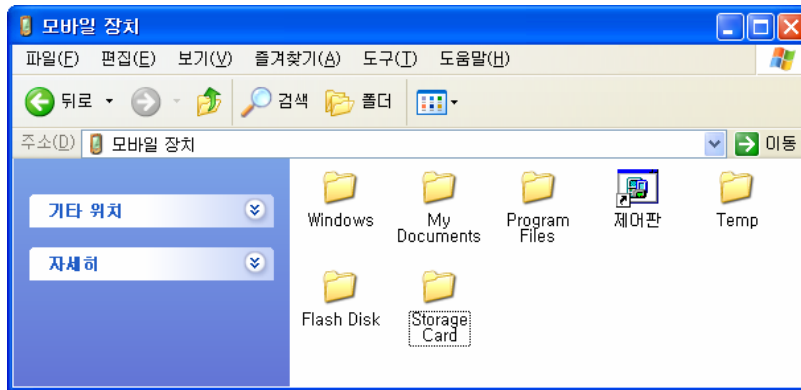 모바일 장치
파일(F) 편집(E) 보기(V) 즐겨찾기(A) 도구(T) 도움말(H)
뒤로 검색 폴더
주소(D) 모바일 장치 이동
기타 위치
자세히
Windows My Documents Program Files 제어판 Temp
Flash Disk Storage Card